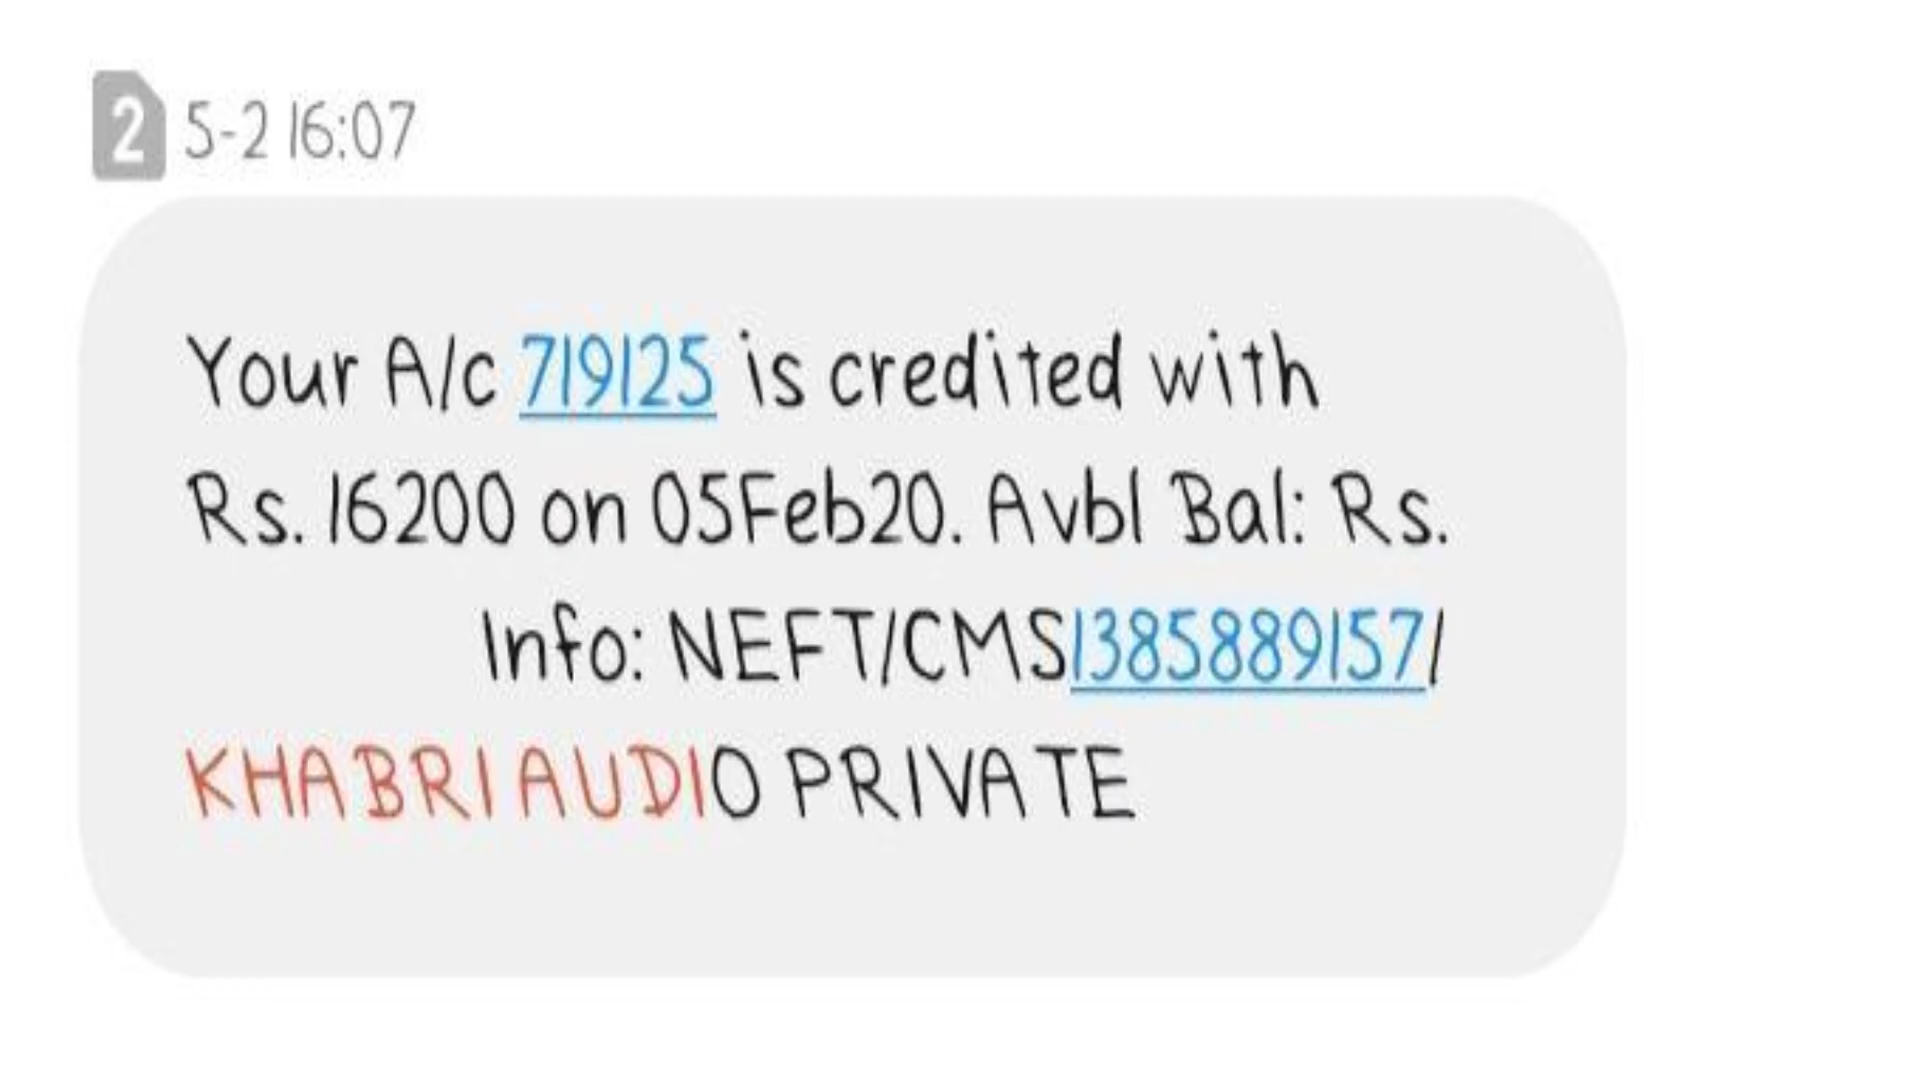 2 5-2 16:07
Your A/c 719125 is credited with
Rs. 16200 on 05Feb20. Avbl Bal: Rs.
Info: NEFT/CMS1385889157/
KHABRI AUDIO PRIVATE